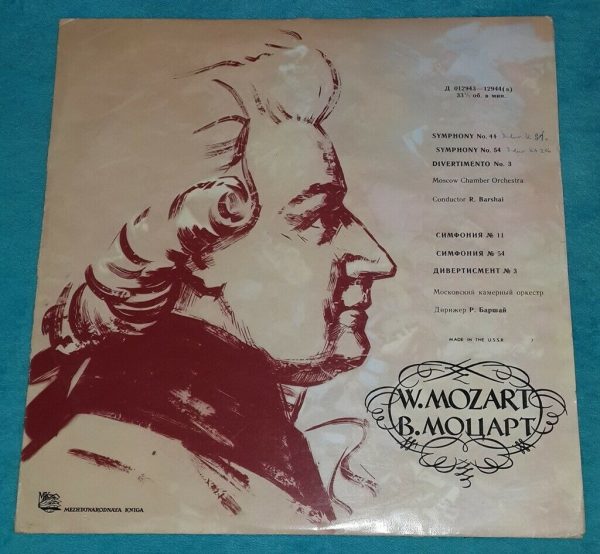 Д 012943—12944(а)
33⅓ об. в мин.
SYMPHONY No. 44
SYMPHONY No. 54
DIVERTIMENTO No. 3
Moscow Chamber Orchestra
Conductor R. Barshai
СИМФОНИЯ № 11
СИМФОНИЯ № 54
ДИВЕРТИСМЕНТ № 3
Московский камерный оркестр
Дирижер Р. Баршай
MADE IN THE U.S.S.R.
W. MOZART
В. МОЦАРТ
MEZHDUNARODNAYA KNIGA